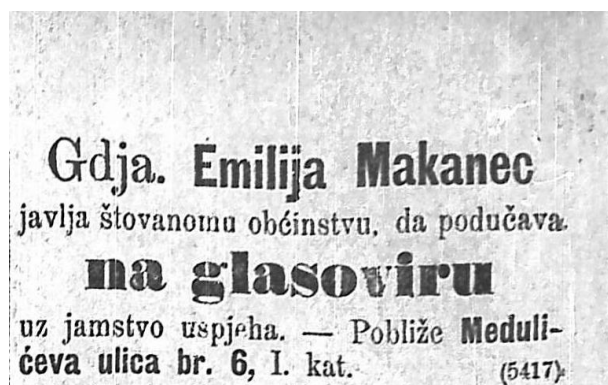 Gdja. Emilija Makanec
javlja štovanomu obćinstvu, da podučava
na glasoviru
uz jamstvo uspjeha. — Pobliže Meduli-
ćeva ulica br. 6, I. kat.
(5417)